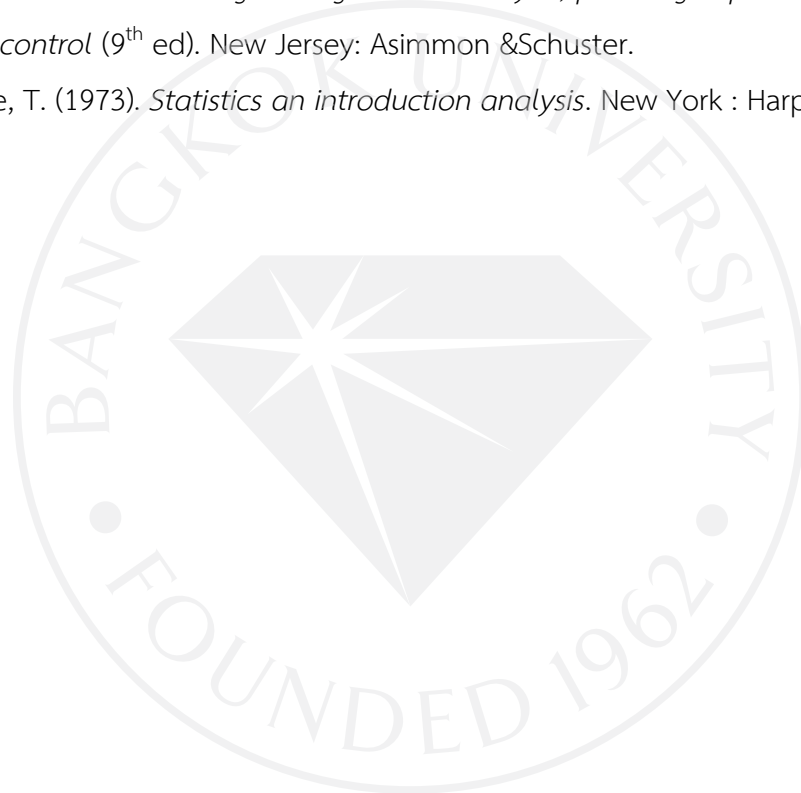 control (9th ed). New Jersey: Asimmon &Schuster.
T. (1973). Statistics an introduction analysis. New York : Harp
BANGKOK UNIVERSITY
• FOUNDED 1962 •